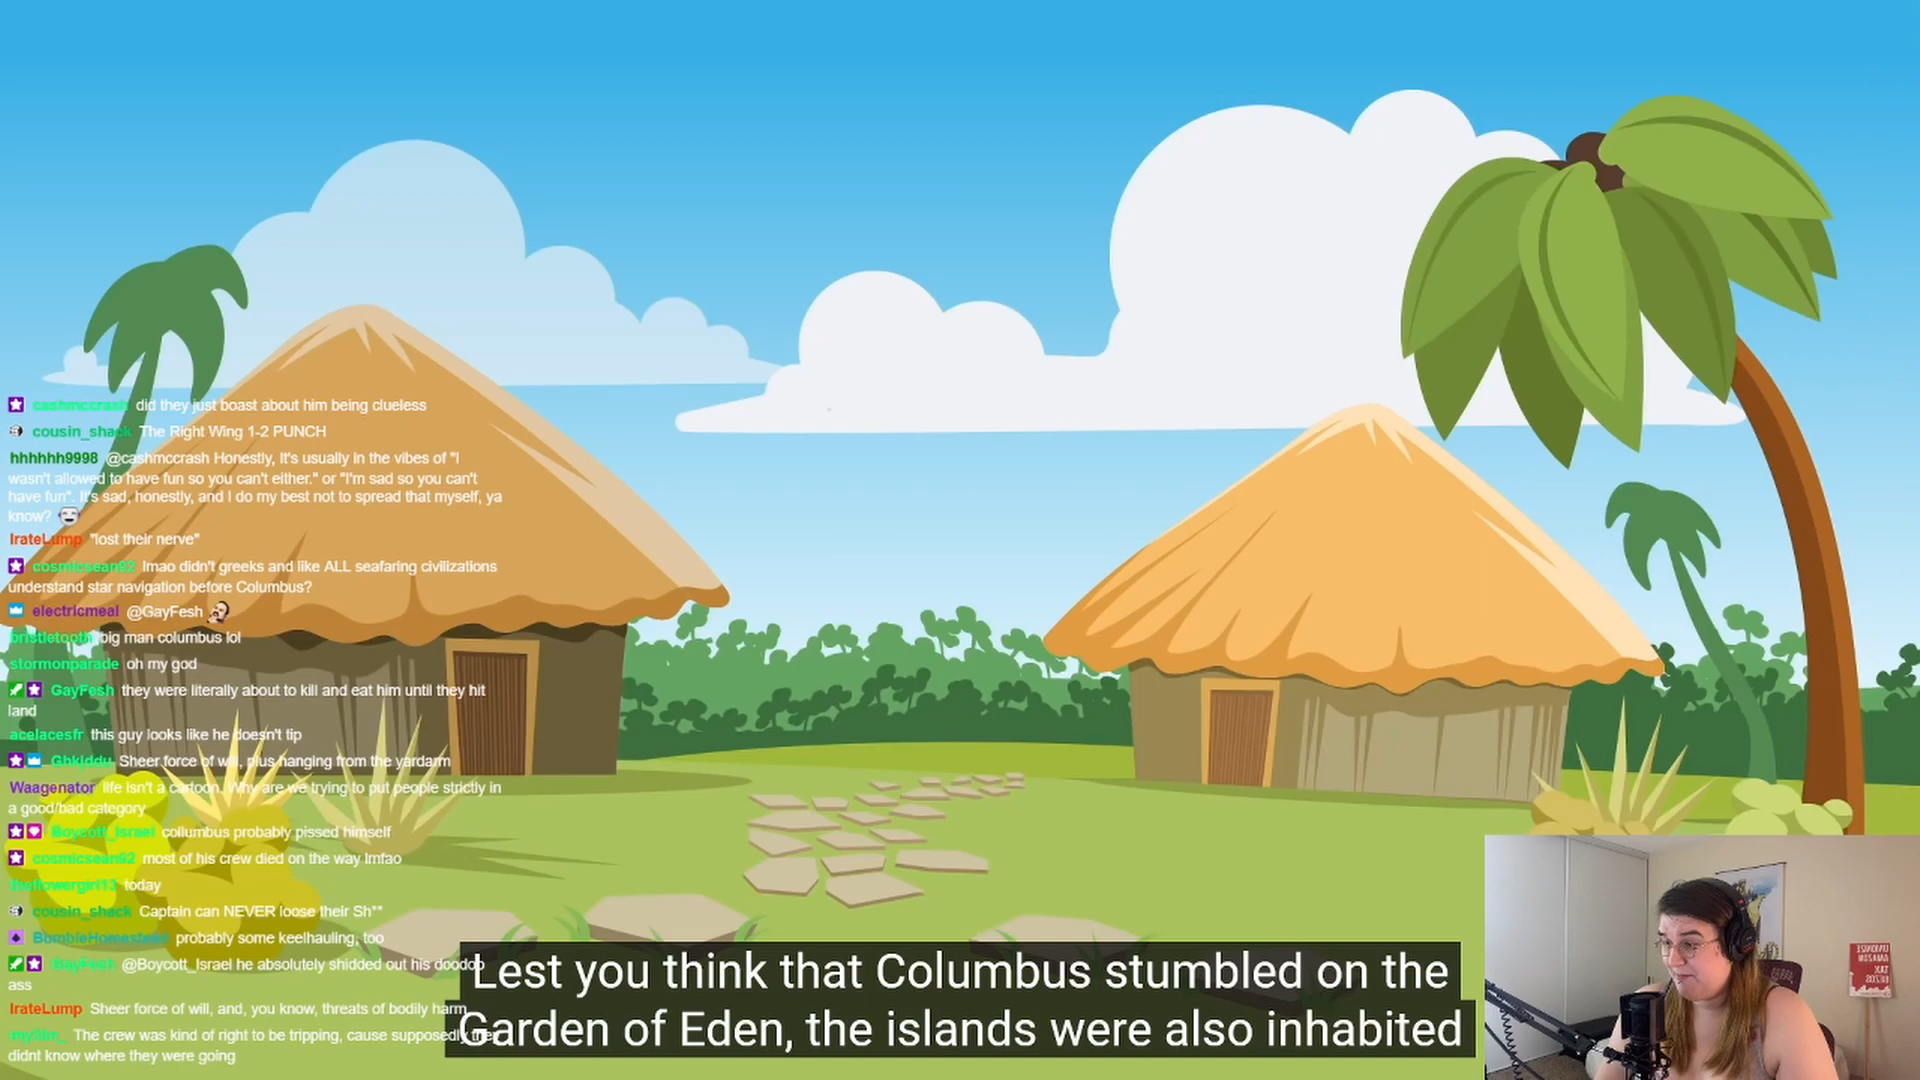 cashmccrash did they just boast about him being clueless
cousin_shack The Right Wing 1-2 PUNCH
hhhhhh9998 @cashmccrash Honestly, It's usually in the vibes of "I
wasn't allowed to have fun so you can't either." or "I'm sad so you can't
have fun". It's sad, honestly, and I do my best not to spread that myself, ya
know?
IrateLump "lost their nerve"
cosmicsean92 lmao didn't greeks and like ALL seafaring civilizations
understand star navigation before Columbus?
electricmeal @GayFesh
bristletooth big man columbus lol
stormonparade oh my god
GayFesh they were literally about to kill and eat him until they hit
land
acelacesfr this guy looks like he doesn't tip
Sheer force of will, plus hanging from the yardarm
Waagenator life isn't a cartoon. Why are we trying to put people strictly in
a good/bad category
Boycott_Israel collumbus probably pissed himself
cosmicsean92 most of his crew died on the way lmfao
theflowergirl13 today
cousin_shack Captain can NEVER loose their Sh**
BumbleHomestead probably some keelhauling, too
GayFesh @Boycott_Israel he absolutely shidded out his doodoo
ass
IrateLump Sheer force of will, and, you know, threats of bodily harm
The crew was kind of right to be tripping, cause supposedly
didnt know where they were going
Lest you think that Columbus stumbled on the
Garden of Eden, the islands were also inhabited